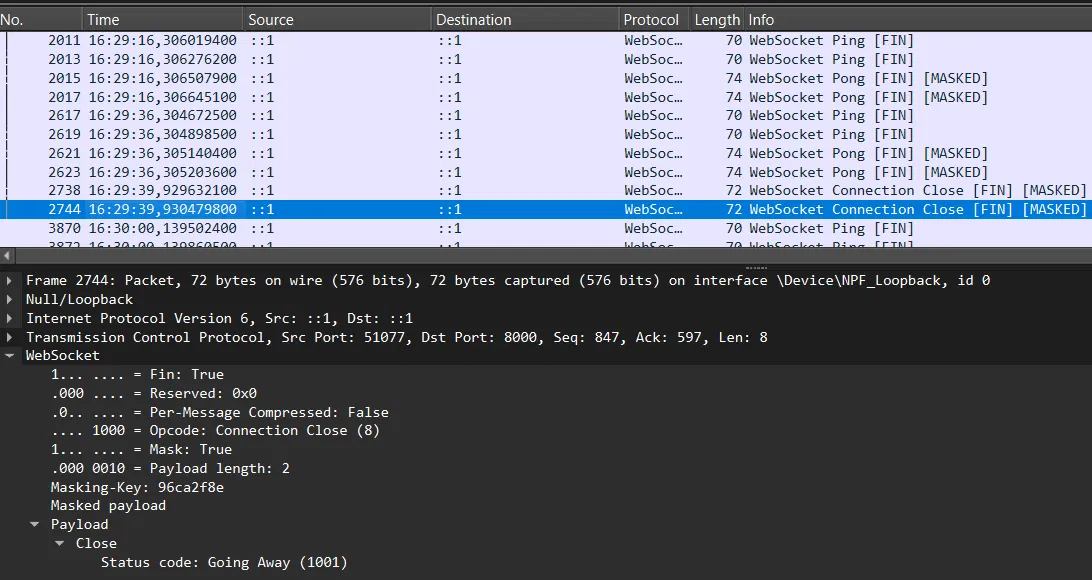 No. Time Source Destination Protocol Length Info
2011 16:29:16,306019400 ::1 ::1 WebSoc… 70 WebSocket Ping [FIN]
2013 16:29:16,306276200 ::1 ::1 WebSoc… 70 WebSocket Ping [FIN]
2015 16:29:16,306507900 ::1 ::1 WebSoc… 74 WebSocket Pong [FIN] [MASKED]
2017 16:29:16,306645100 ::1 ::1 WebSoc… 74 WebSocket Pong [FIN] [MASKED]
2617 16:29:36,304672500 ::1 ::1 WebSoc… 70 WebSocket Ping [FIN]
2619 16:29:36,304898500 ::1 ::1 WebSoc… 70 WebSocket Ping [FIN]
2621 16:29:36,305140400 ::1 ::1 WebSoc… 74 WebSocket Pong [FIN] [MASKED]
2623 16:29:36,305203600 ::1 ::1 WebSoc… 74 WebSocket Pong [FIN] [MASKED]
2738 16:29:39,929632100 ::1 ::1 WebSoc… 72 WebSocket Connection Close [FIN] [MASKED]
2744 16:29:39,930479800 ::1 ::1 WebSoc… 72 WebSocket Connection Close [FIN] [MASKED]
3870 16:30:00,139502400 ::1 ::1 WebSoc… 70 WebSocket Ping [FIN]
3872 16:30:00,139860500 ::1 ::1 WebSoc… 70 WebSocket Ping [FIN]
Frame 2744: Packet, 72 bytes on wire (576 bits), 72 bytes captured (576 bits) on interface \Device\NPF_Loopback, id 0
Null/Loopback
Internet Protocol Version 6, Src: ::1, Dst: ::1
Transmission Control Protocol, Src Port: 51077, Dst Port: 8000, Seq: 847, Ack: 597, Len: 8
WebSocket
1... .... = Fin: True
.000 .... = Reserved: 0x0
.0.. .... = Per-Message Compressed: False
.... 1000 = Opcode: Connection Close (8)
1... .... = Mask: True
.000 0010 = Payload length: 2
Masking-Key: 96ca2f8e
Masked payload
Payload
Close
Status code: Going Away (1001)